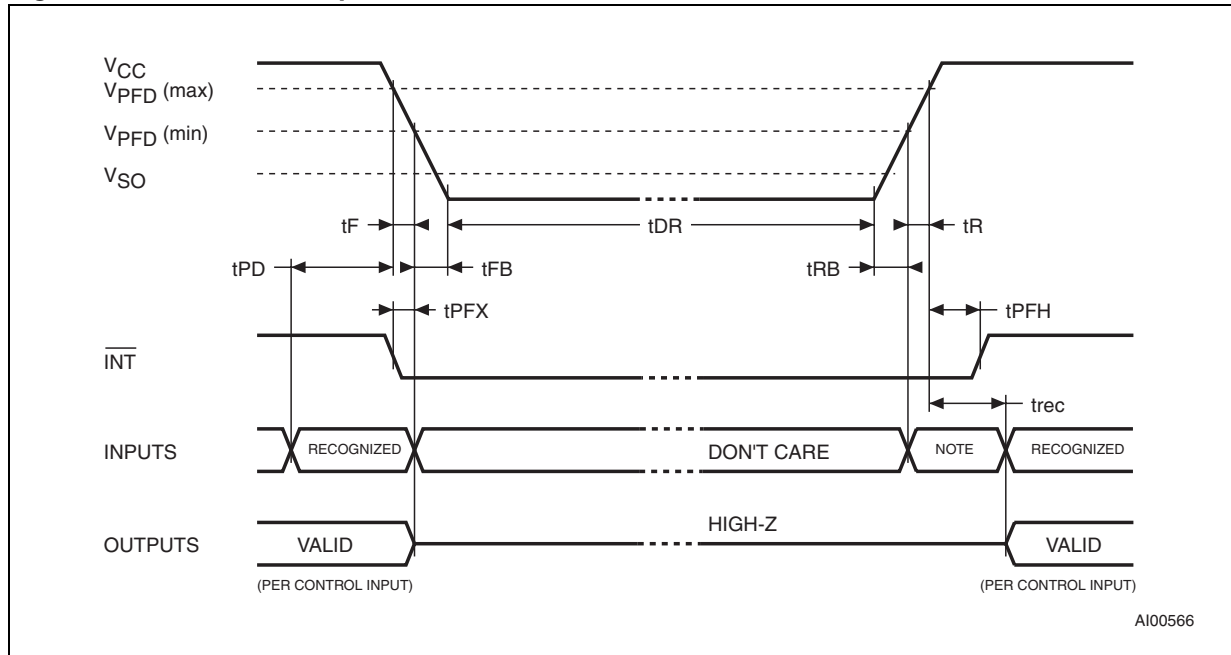 VCC
VPFD (max)
VPFD (min)
VSO
tF
tDR
tR
tPD
tFB
tRB
tPFX
tPFH
INT
trec
INPUTS
RECOGNIZED
DON'T CARE
NOTE
RECOGNIZED
HIGH-Z
OUTPUTS
VALID
VALID
(PER CONTROL INPUT)
(PER CONTROL INPUT)
AI00566